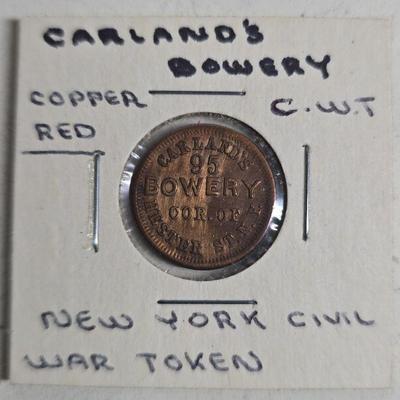 CARLAND'S
BOWERY
COPPER
RED
C.W.T
CARLAND'S
95
BOWERY
COR. OF
HESTER ST. N.Y.
NEW YORK CIVIL
WAR TOKEN